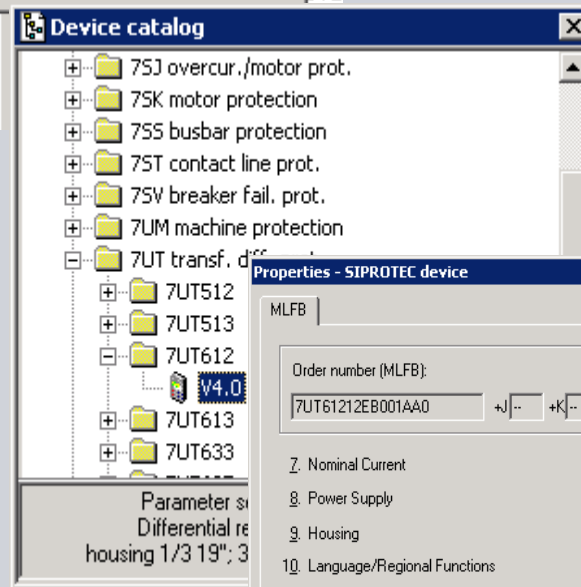 Device catalog
7SJ overcur./motor prot.
7SK motor protection
7SS busbar protection
7ST contact line prot.
7SV breaker fail. prot.
7UM machine protection
7UT transf.
7UT512
7UT513
7UT612
V4.0
7UT613
7UT633
Parameter
Differential
housing 1/3 19"; 3
Properties - SIPROTEC device
MLFB
Order number (MLFB):
7UT61212EB001AA0 +J -- +K --
7. Nominal Current
8. Power Supply
9. Housing
10. Language/Regional Functions